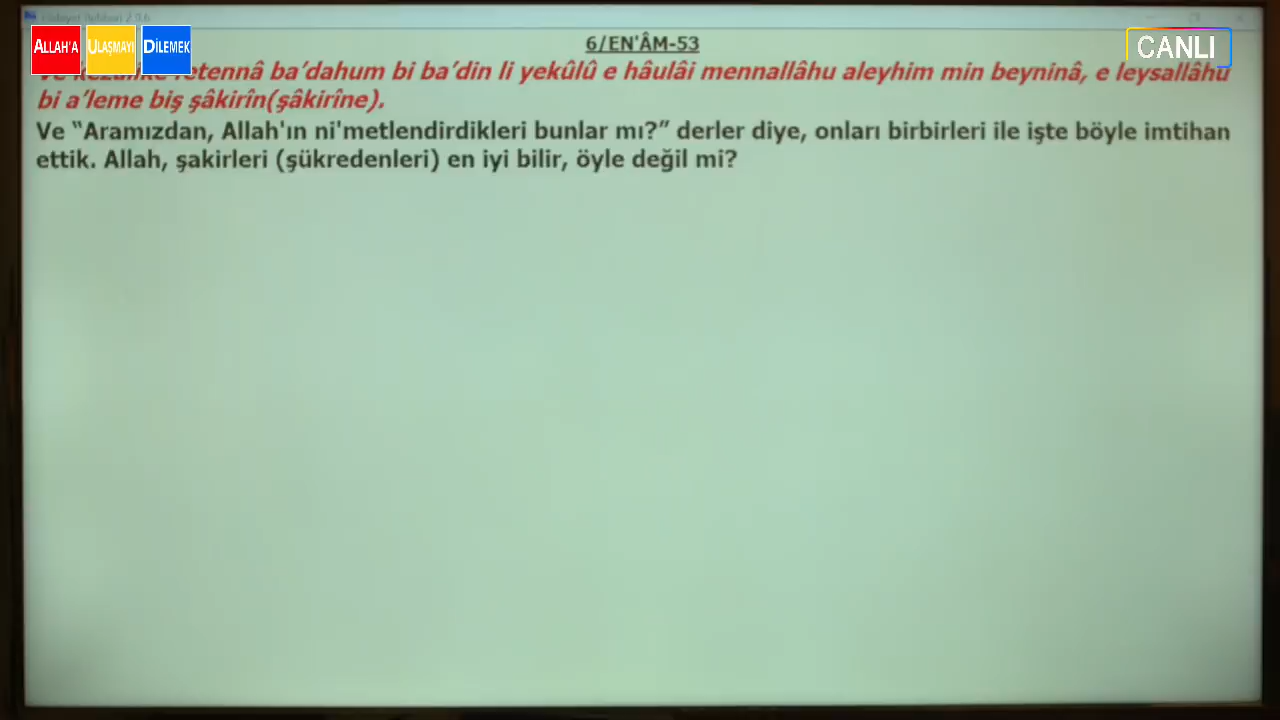 6/EN'ÂM-53
ALLAH'A ULAŞMAYI DİLEMEK
CANLI
fetennâ ba’dahum bi ba’din li yekûlû e hâulâi mennallâhu aleyhim min beyninâ, e leysallâhu
bi a’leme biş şâkirîn(şâkirîne).
Ve “Aramızdan, Allah'ın ni'metlendirdikleri bunlar mı?” derler diye, onları birbirleri ile işte böyle imtihan
ettik. Allah, şakirleri (şükredenleri) en iyi bilir, öyle değil mi?